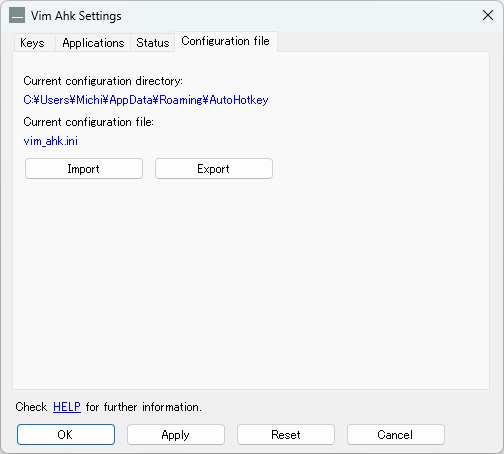 Vim Ahk Settings
Keys Applications Status Configuration file
Current configuration directory:
C:¥Users¥Michi¥AppData¥Roaming¥AutoHotkey
Current configuration file:
vim_ahk.ini
Import Export
Check HELP for further information.
OK Apply Reset Cancel